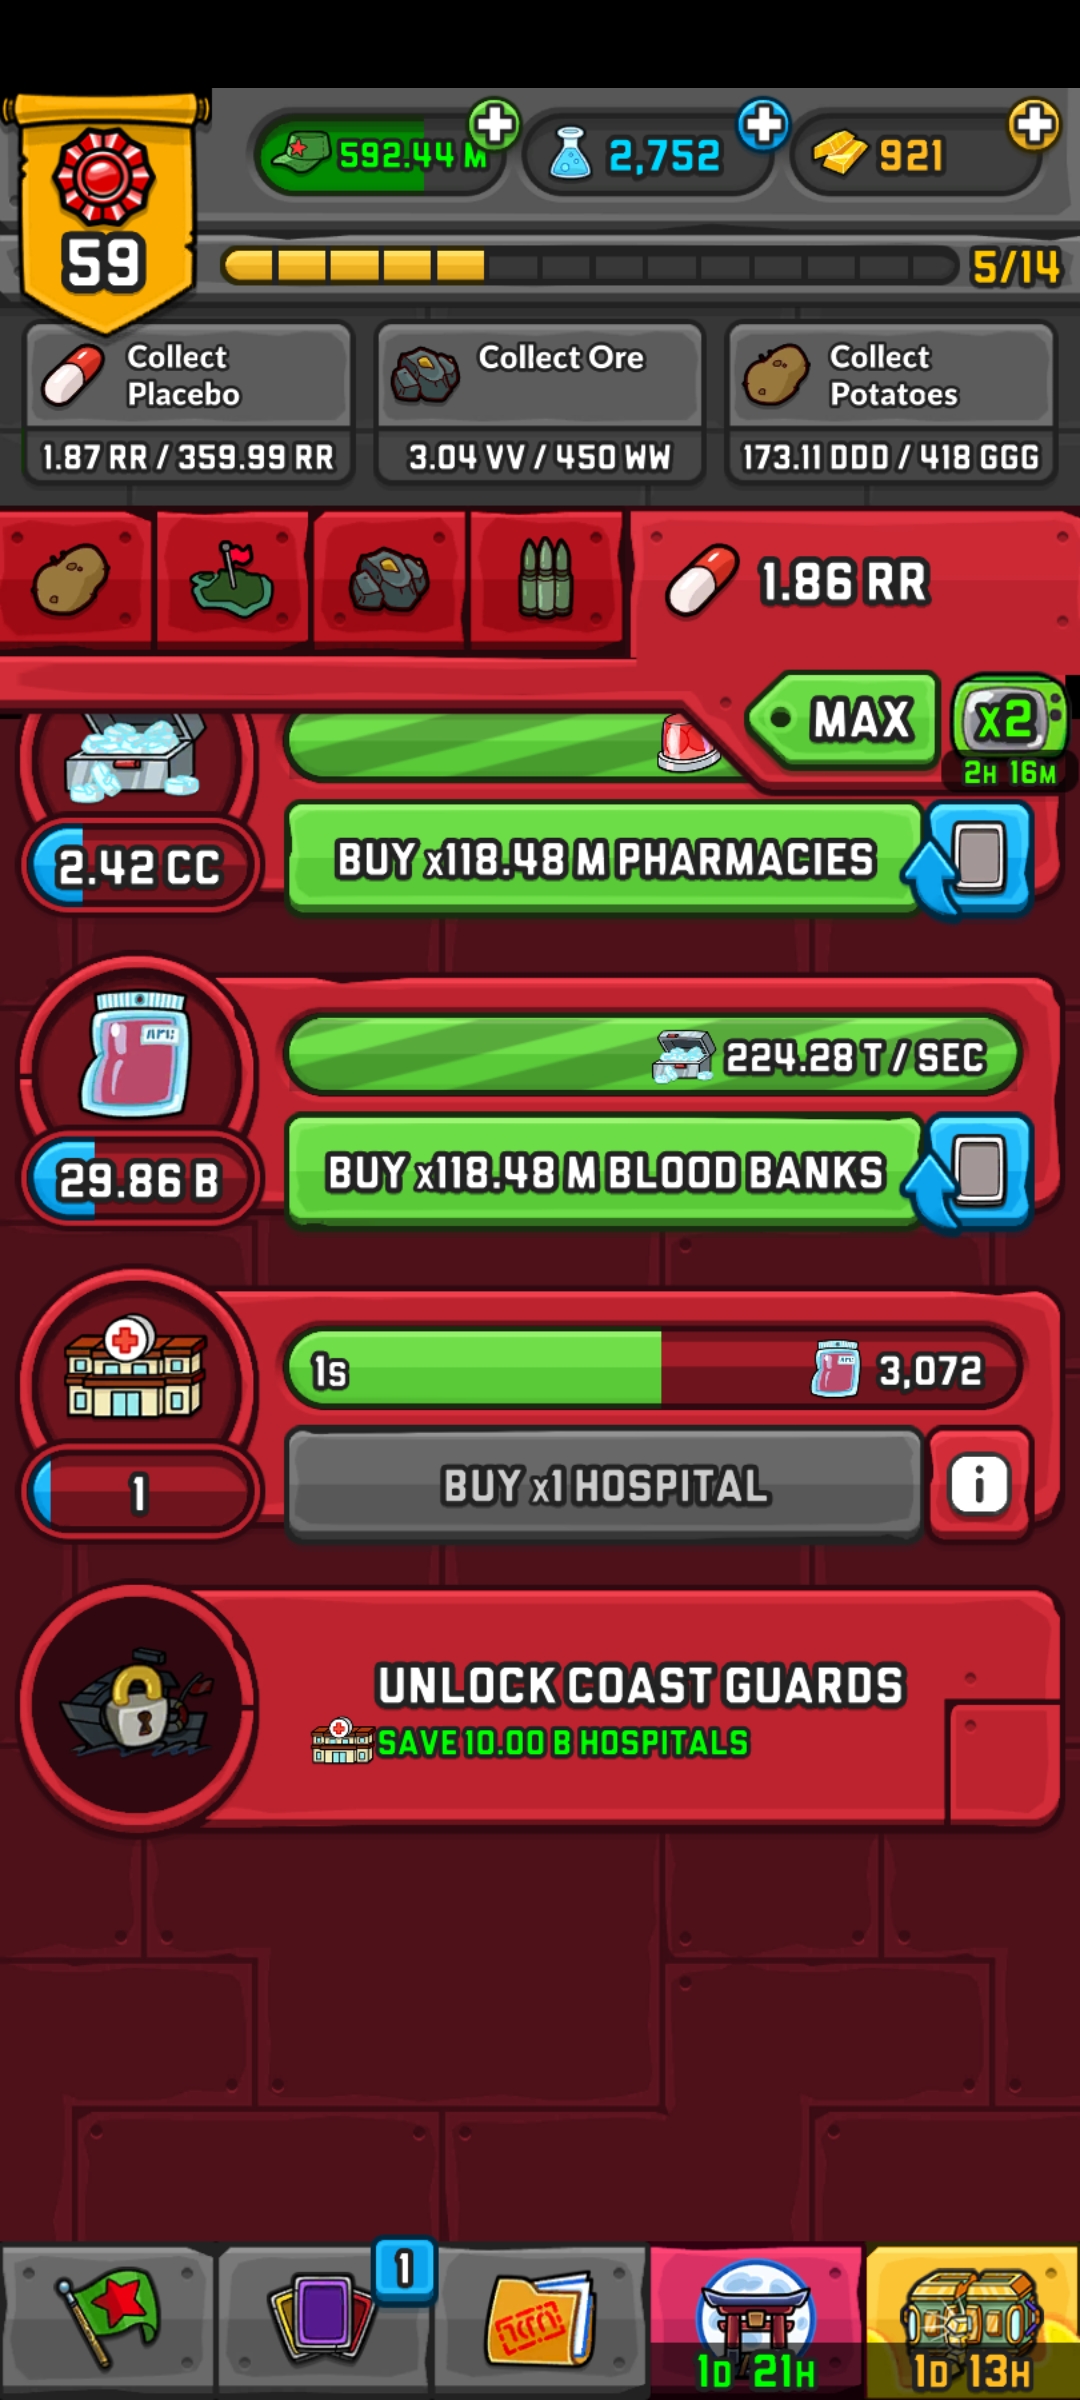 59
592.44 M
2,752
921
5/14
Collect
Placebo
1.87 RR / 359.99 RR
Collect Ore
3.04 VV / 450 WW
Collect
Potatoes
173.11 DDD / 418 GGG
1.86 RR
MAX
x2
2H 16M
2.42 CC
BUY x118.48 M PHARMACIES
224.28 T / SEC
29.86 B
BUY x118.48 M BLOOD BANKS
1s
3,072
1
BUY x1 HOSPITAL
i
UNLOCK COAST GUARDS
SAVE 10.00 B HOSPITALS
1
1D 21H
1D 13H